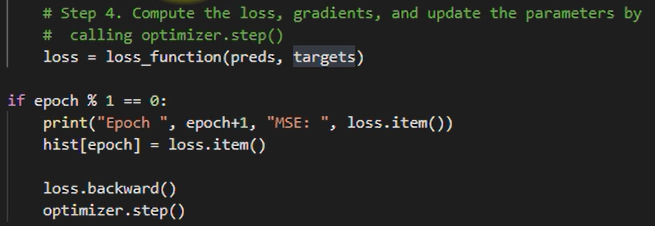 # Step 4. Compute the loss, gradients, and update the parameters by
#  calling optimizer.step()
loss = loss_function(preds, targets)
if epoch % 1 == 0:
print("Epoch ", epoch+1, "MSE: ", loss.item())
hist[epoch] = loss.item()
loss.backward()
optimizer.step()